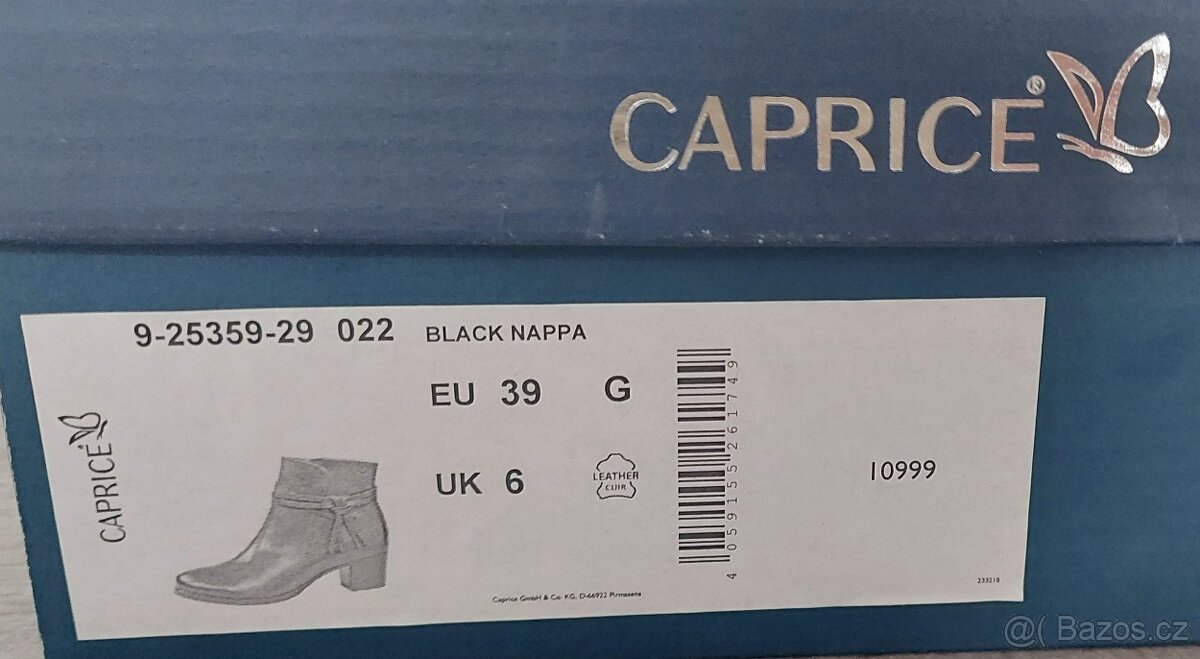 CAPRICE®
9-25359-29 022 BLACK NAPPA
EU 39 G
UK 6
LEATHER
CUIR
CAPRICE
4 059155 261749
10999
Caprice GmbH & Co. KG, D-66922 Pirmasens
233218
@( Bazos.cz